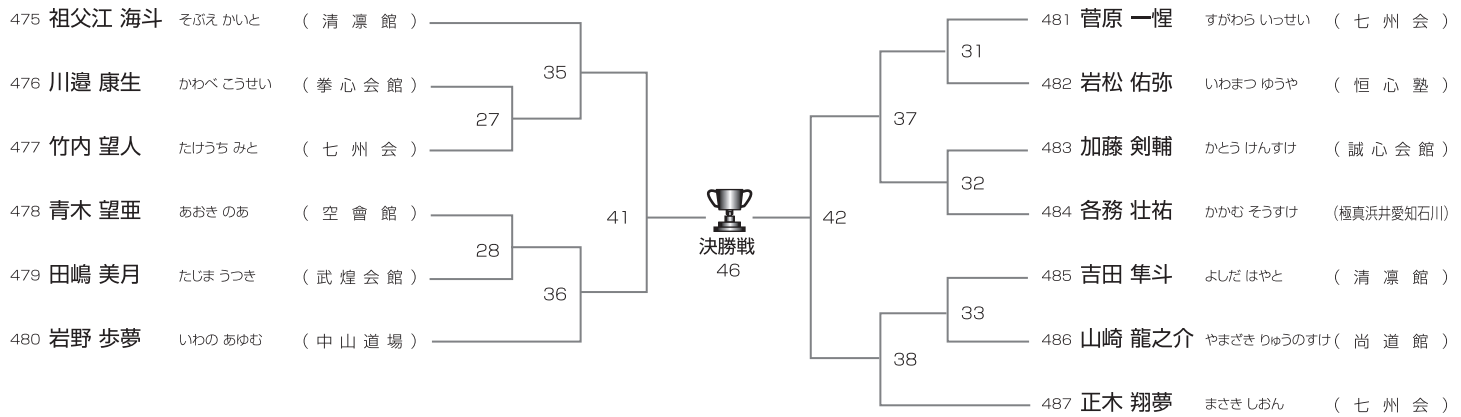 475 祖父江 海斗 そぶえ かいと （清凛館）
476 川邉 康生 かわべ こうせい （拳心会館）
477 竹内 望人 たけうち みと （七州会）
478 青木 望亜 あおき のあ （空會館）
479 田嶋 美月 たじま うつき （武煌会館）
480 岩野 歩夢 いわの あゆむ （中山道場）
35
27
28
36
41
決勝戦
46
42
31
37
32
33
38
481 菅原 一惺 すがわら いっせい （七州会）
482 岩松 佑弥 いわまつ ゆうや （恒心塾）
483 加藤 剣輔 かとう けんすけ （誠心会館）
484 各務 壮祐 かかむ そうすけ （極真浜井愛知石川）
485 吉田 隼斗 よしだ はやと （清凛館）
486 山崎 龍之介 やまざき りゅうのすけ （尚道館）
487 正木 翔夢 まさき しおん （七州会）